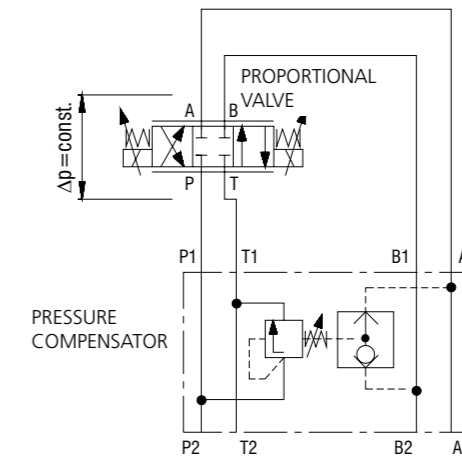 PROPORTIONAL
VALVE
A B
Δp=const.
P T
P1 T1 B1 A
PRESSURE
COMPENSATOR
P2 T2 B2 A